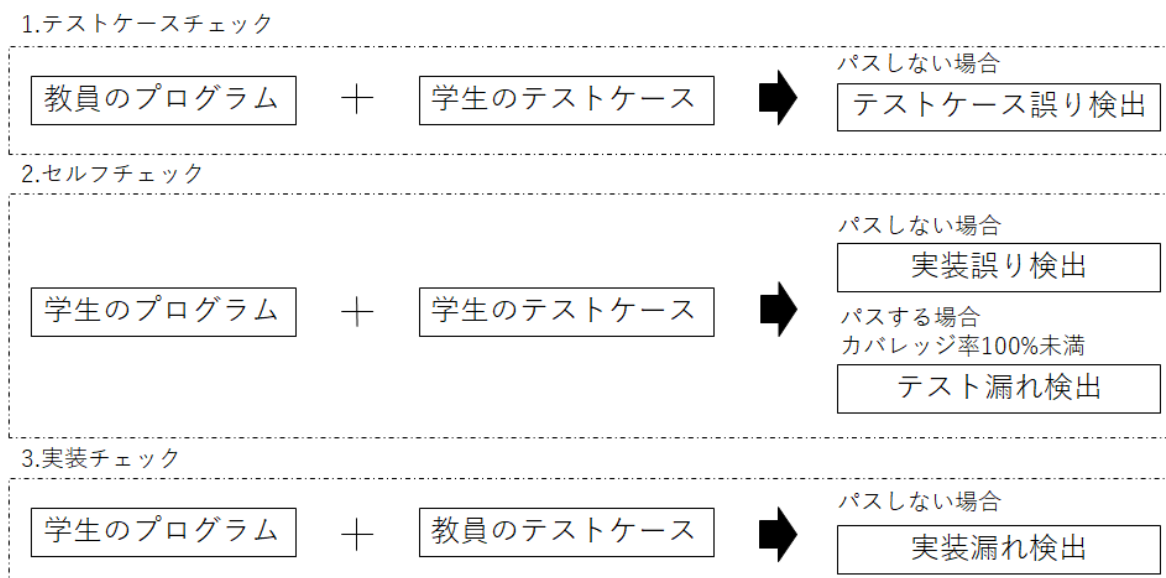 1.テストケースチェック
パスしない場合
教員のプログラム + 学生のテストケース テストケース誤り検出
2.セルフチェック
パスしない場合
実装誤り検出
学生のプログラム + 学生のテストケース
パスする場合
カバレッジ率100%未満
テスト漏れ検出
3.実装チェック
パスしない場合
学生のプログラム + 教員のテストケース 実装漏れ検出